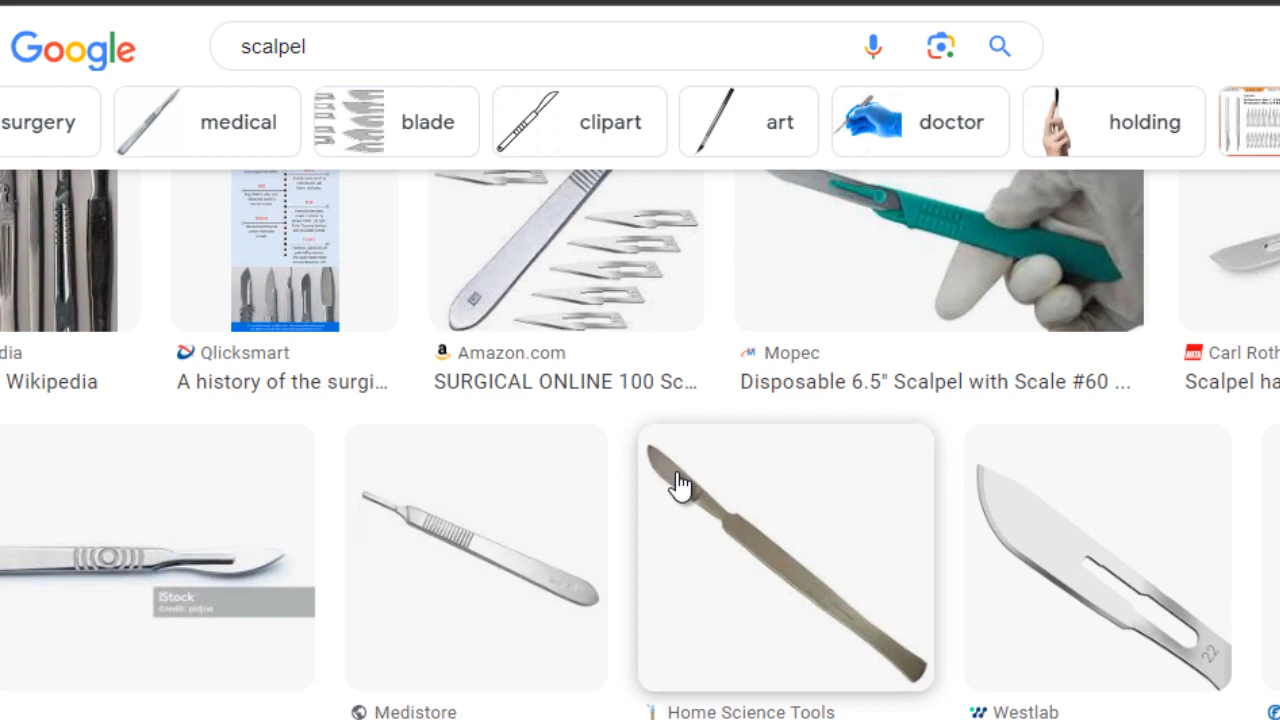 Google
scalpel
surgery
medical
blade
clipart
art
doctor
holding
dia
Qlicksmart
Amazon.com
Mopec
Carl Roth
Wikipedia
A history of the surgi...
SURGICAL ONLINE 100 Sc...
Disposable 6.5" Scalpel with Scale #60 ...
Scalpel ha
iStock
22
Medistore
Home Science Tools
Westlab